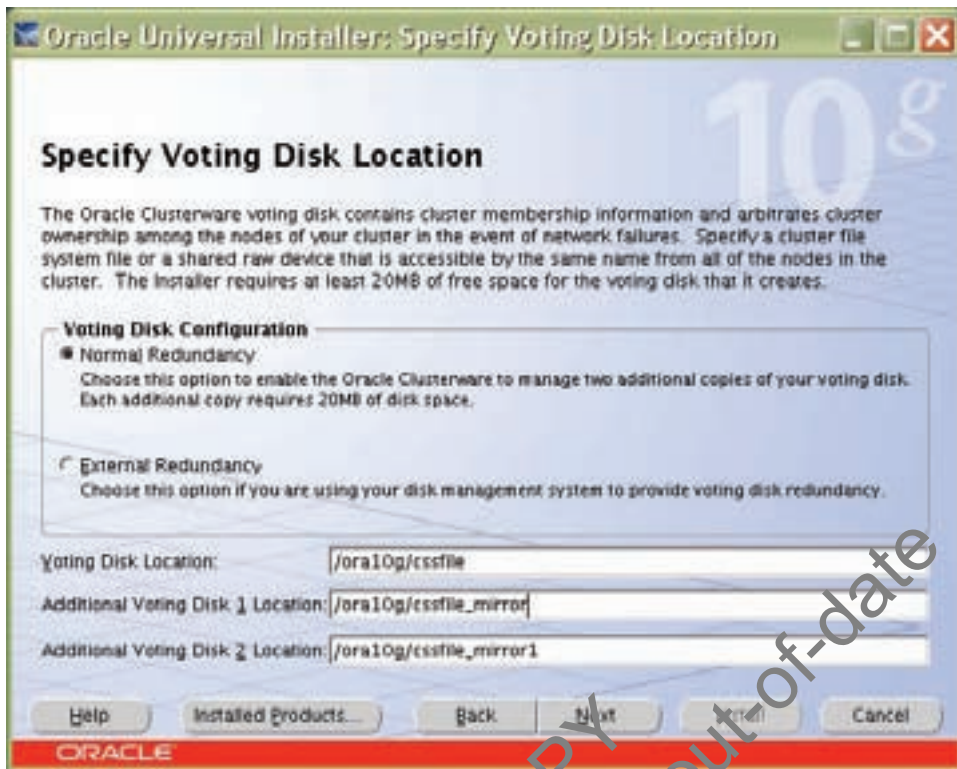 Oracle Universal Installer: Specify Voting Disk Location
10g
Specify Voting Disk Location
The Oracle Clusterware voting disk contains cluster membership information and arbitrates cluster
ownership among the nodes of your cluster in the event of network failures. Specify a cluster file
system file or a shared raw device that is accessible by the same name from all of the nodes in the
cluster. The Installer requires at least 20MB of free space for the voting disk that it creates.
Voting Disk Configuration
Normal Redundancy
Choose this option to enable the Oracle Clusterware to manage two additional copies of your voting disk.
Each additional copy requires 20MB of disk space.
External Redundancy
Choose this option if you are using your disk management system to provide voting disk redundancy.
Voting Disk Location: /ora10g/cssfile
Additional Voting Disk 1 Location: /ora10g/cssfile_mirror
Additional Voting Disk 2 Location: /ora10g/cssfile_mirror1
Help Installed Products... Back Next Install Cancel
ORACLE
out-of-date